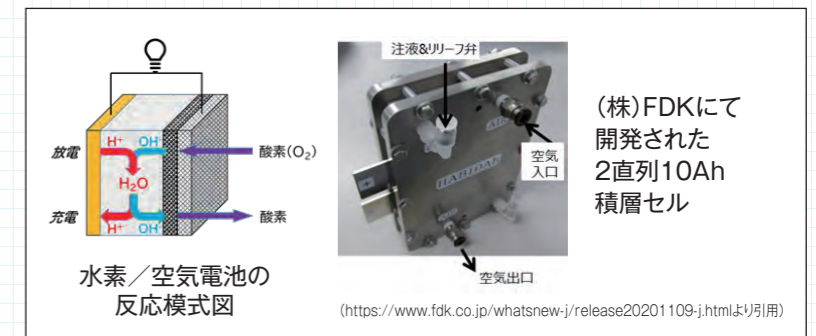 放電
H⁺
OH⁻
酸素(O₂)
H₂O
充電
H⁺
OH⁻
酸素
水素／空気電池の
反応模式図
注液&リリーフ弁
AIR
空気
入口
HABIOAE
+
空気出口
(株)FDKにて
開発された
2直列10Ah
積層セル
(https://www.fdk.co.jp/whatsnew-j/release20201109-j.htmlより引用)